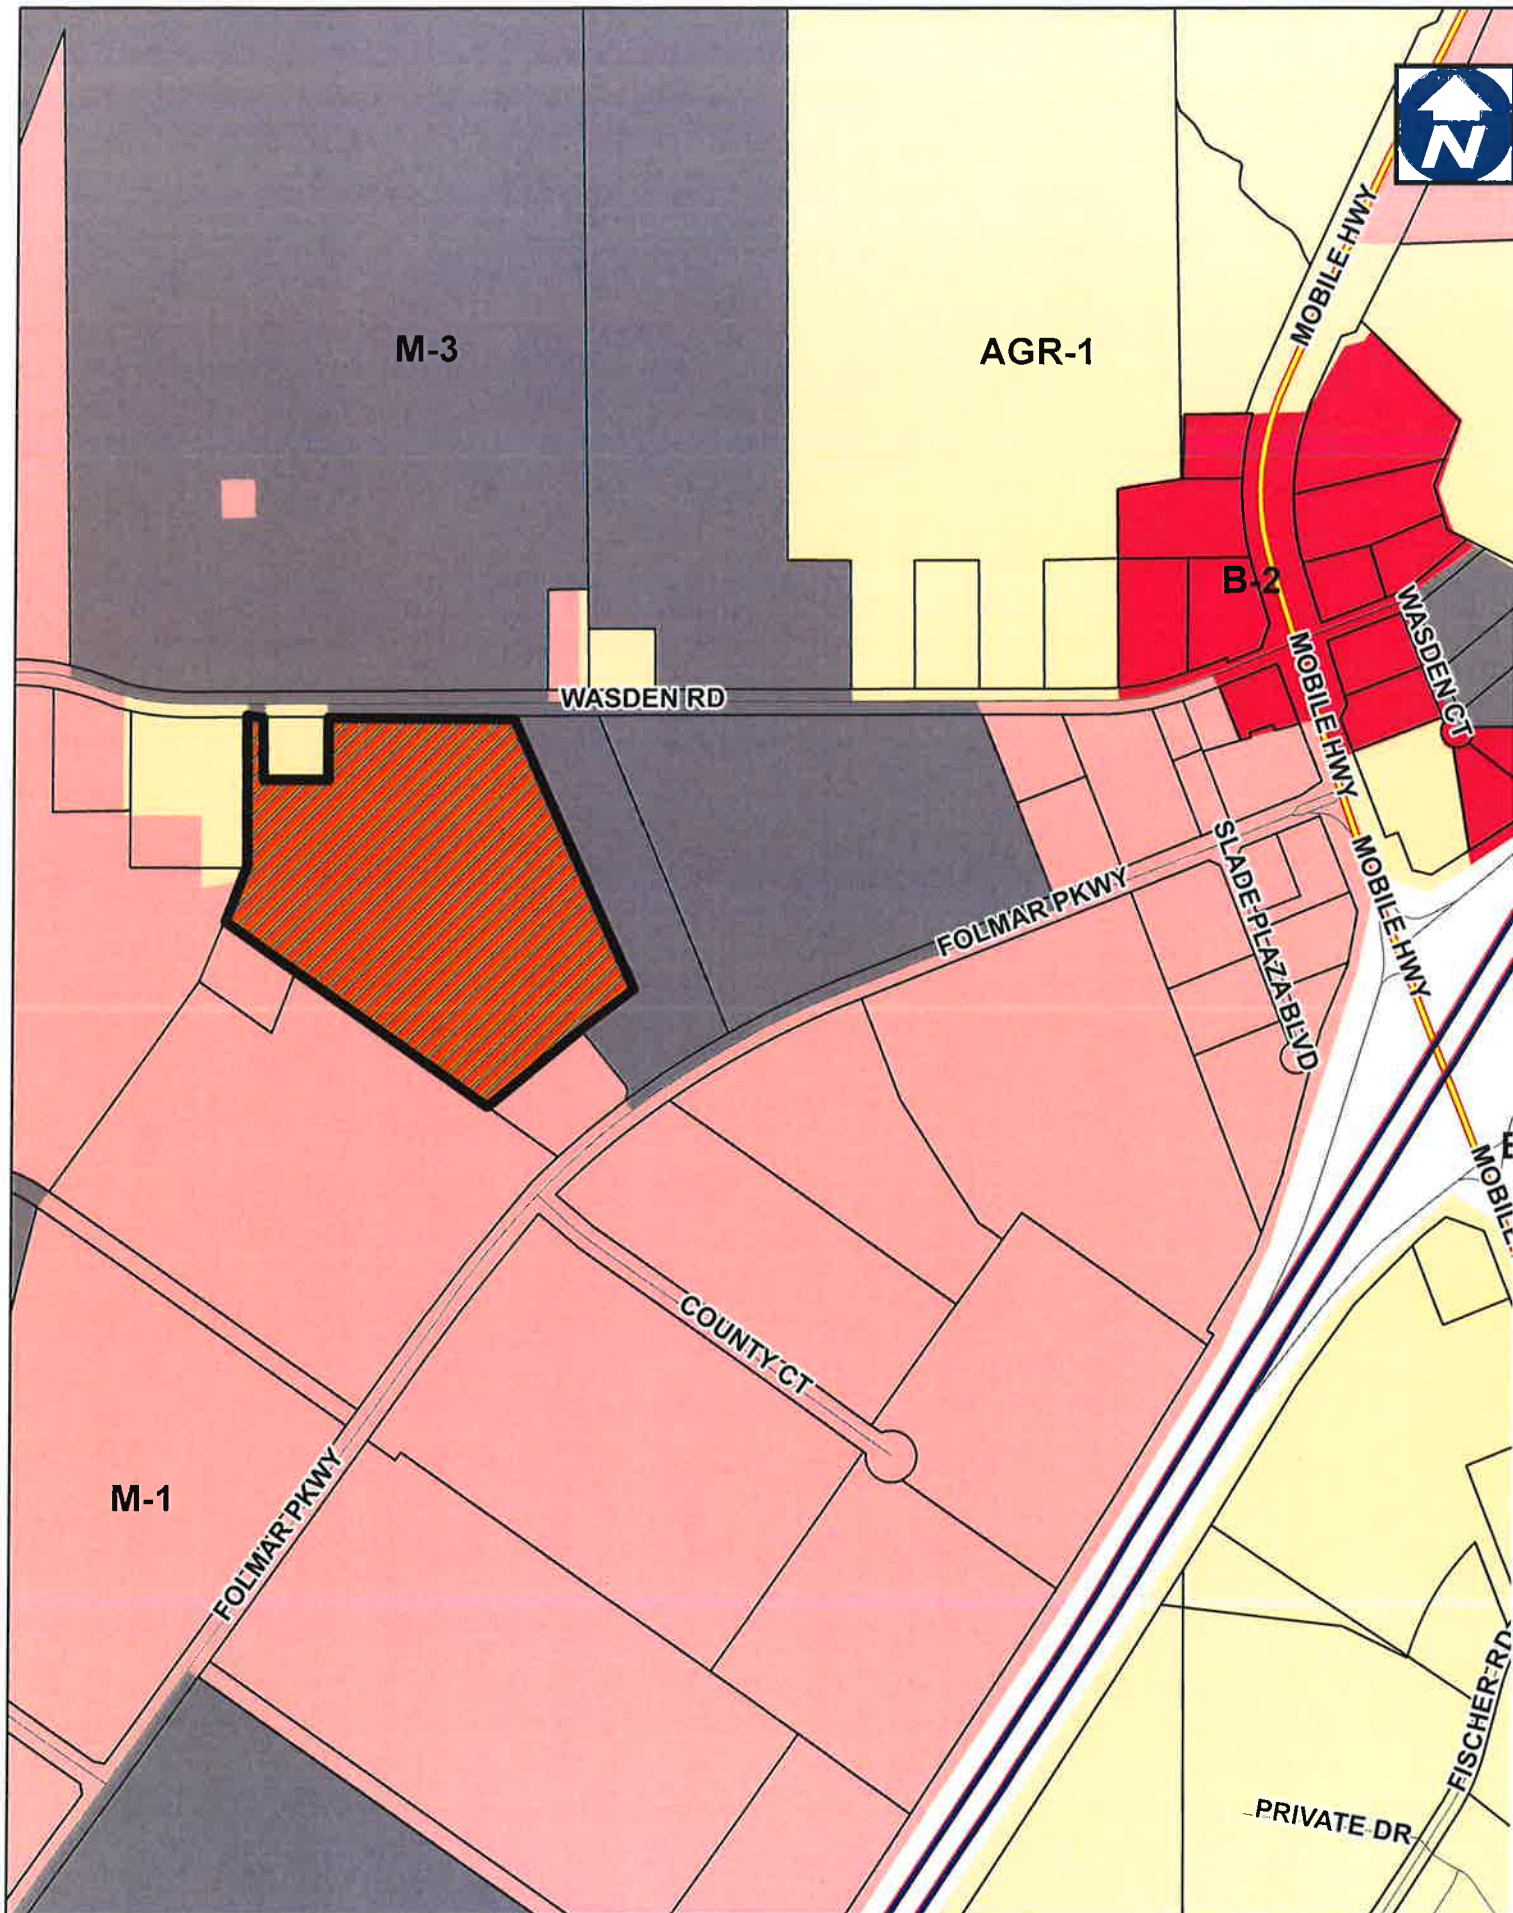 N
MOBILE HWY
M-3
AGR-1
B-2
WASDEN CT
MOBILE HWY
WASDEN RD
SLADE PLAZA BLVD
MOBILE HWY
FOLMAR PKWY
COUNTY CT
M-1
FOLMAR PKWY
FISCHER RD
PRIVATE DR